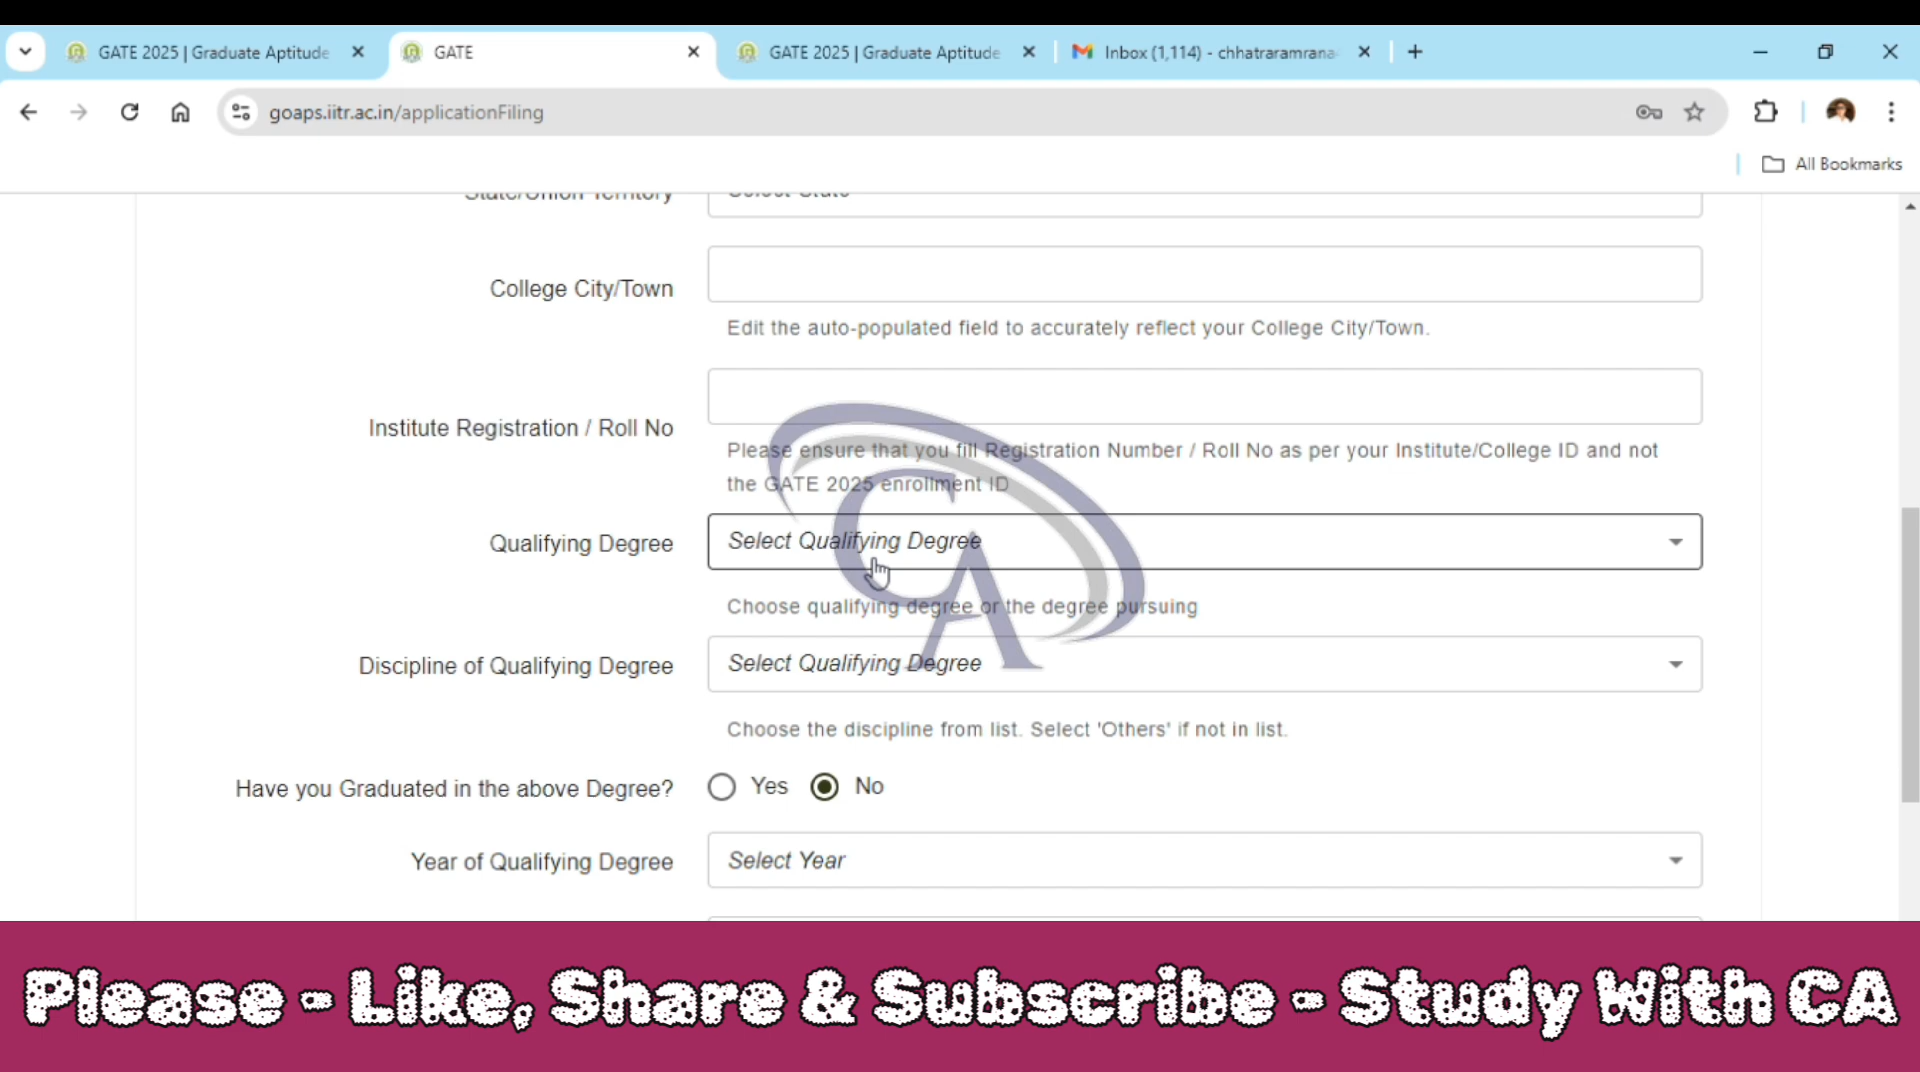 GATE 2025 | Graduate Aptitude
GATE
GATE 2025 | Graduate Aptitude
Inbox (1,114) - chhatraramrana
goaps.iitr.ac.in/applicationFiling
All Bookmarks
State/Union Territory
Select State
College City/Town
Edit the auto-populated field to accurately reflect your College City/Town.
Institute Registration / Roll No
Please ensure that you fill Registration Number / Roll No as per your Institute/College ID and not
the GATE 2025 enrollment ID
Qualifying Degree
Select Qualifying Degree
Choose qualifying degree or the degree pursuing
Discipline of Qualifying Degree
Select Qualifying Degree
Choose the discipline from list. Select 'Others' if not in list.
Have you Graduated in the above Degree?
Yes
No
Year of Qualifying Degree
Select Year
CA
Please - Like, Share & Subscribe - Study With CA